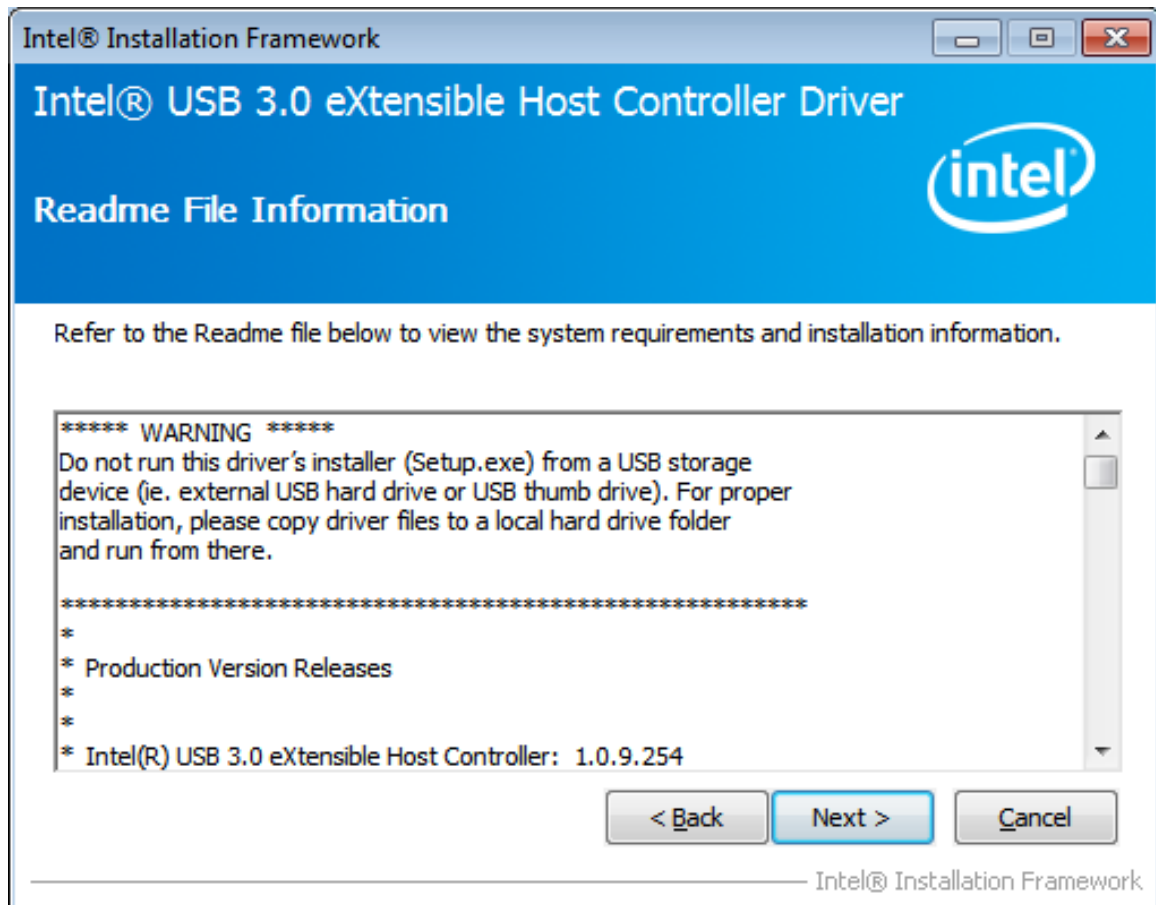 Intel® Installation Framework
Intel® USB 3.0 eXtensible Host Controller Driver
intel
Readme File Information
Refer to the Readme file below to view the system requirements and installation information.
***** WARNING *****
Do not run this driver's installer (Setup.exe) from a USB storage
device (ie. external USB hard drive or USB thumb drive). For proper
installation, please copy driver files to a local hard drive folder
and run from there.
*******************************************************
*
* Production Version Releases
*
*
* Intel(R) USB 3.0 eXtensible Host Controller: 1.0.9.254
< Back
Next >
Cancel
Intel® Installation Framework